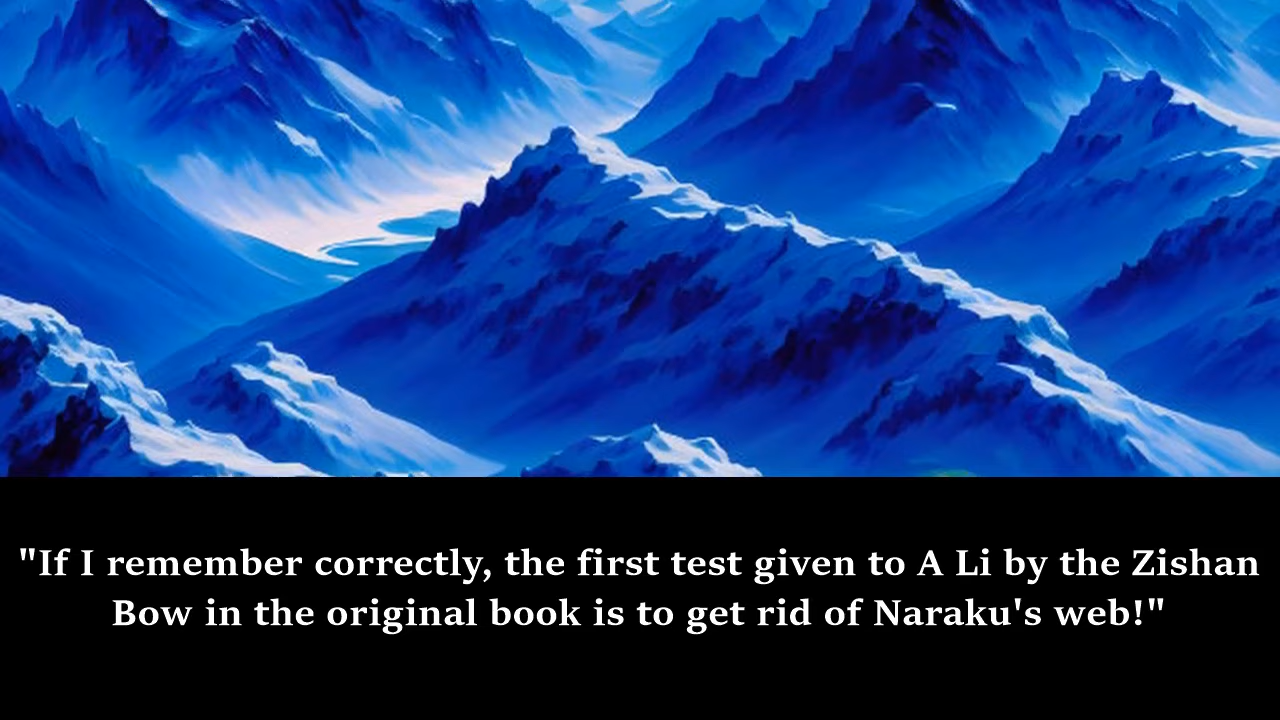 "If I remember correctly, the first test given to A Li by the Zishan
Bow in the original book is to get rid of Naraku's web!"